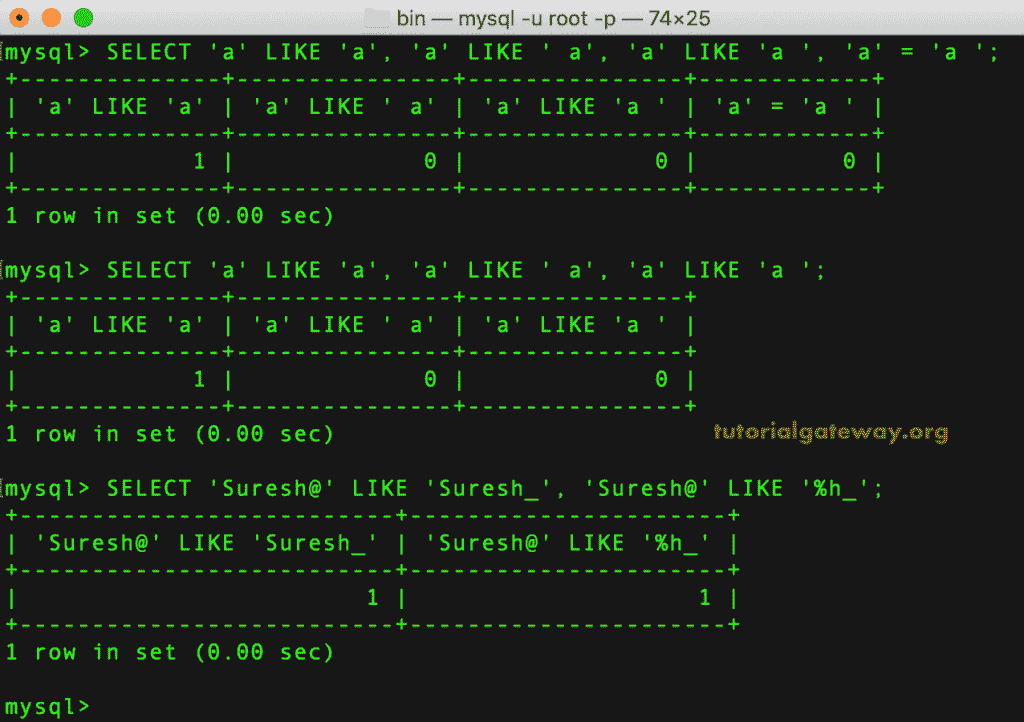 bin — mysql -u root -p — 74×25
mysql> SELECT 'a' LIKE 'a', 'a' LIKE ' a', 'a' LIKE 'a ', 'a' = 'a ';
+--------------+---------------+---------------+------------+
| 'a' LIKE 'a' | 'a' LIKE ' a' | 'a' LIKE 'a ' | 'a' = 'a ' |
+--------------+---------------+---------------+------------+
|            1 |             0 |             0 |          0 |
+--------------+---------------+---------------+------------+
1 row in set (0.00 sec)
mysql> SELECT 'a' LIKE 'a', 'a' LIKE ' a', 'a' LIKE 'a ';
+--------------+---------------+---------------+
| 'a' LIKE 'a' | 'a' LIKE ' a' | 'a' LIKE 'a ' |
+--------------+---------------+---------------+
|            1 |             0 |             0 |
+--------------+---------------+---------------+
1 row in set (0.00 sec)
tutorialgateway.org
mysql> SELECT 'Suresh@' LIKE 'Suresh_', 'Suresh@' LIKE '%h_';
+--------------------------+----------------------+
| 'Suresh@' LIKE 'Suresh_' | 'Suresh@' LIKE '%h_' |
+--------------------------+----------------------+
|                        1 |                    1 |
+--------------------------+----------------------+
1 row in set (0.00 sec)
mysql>